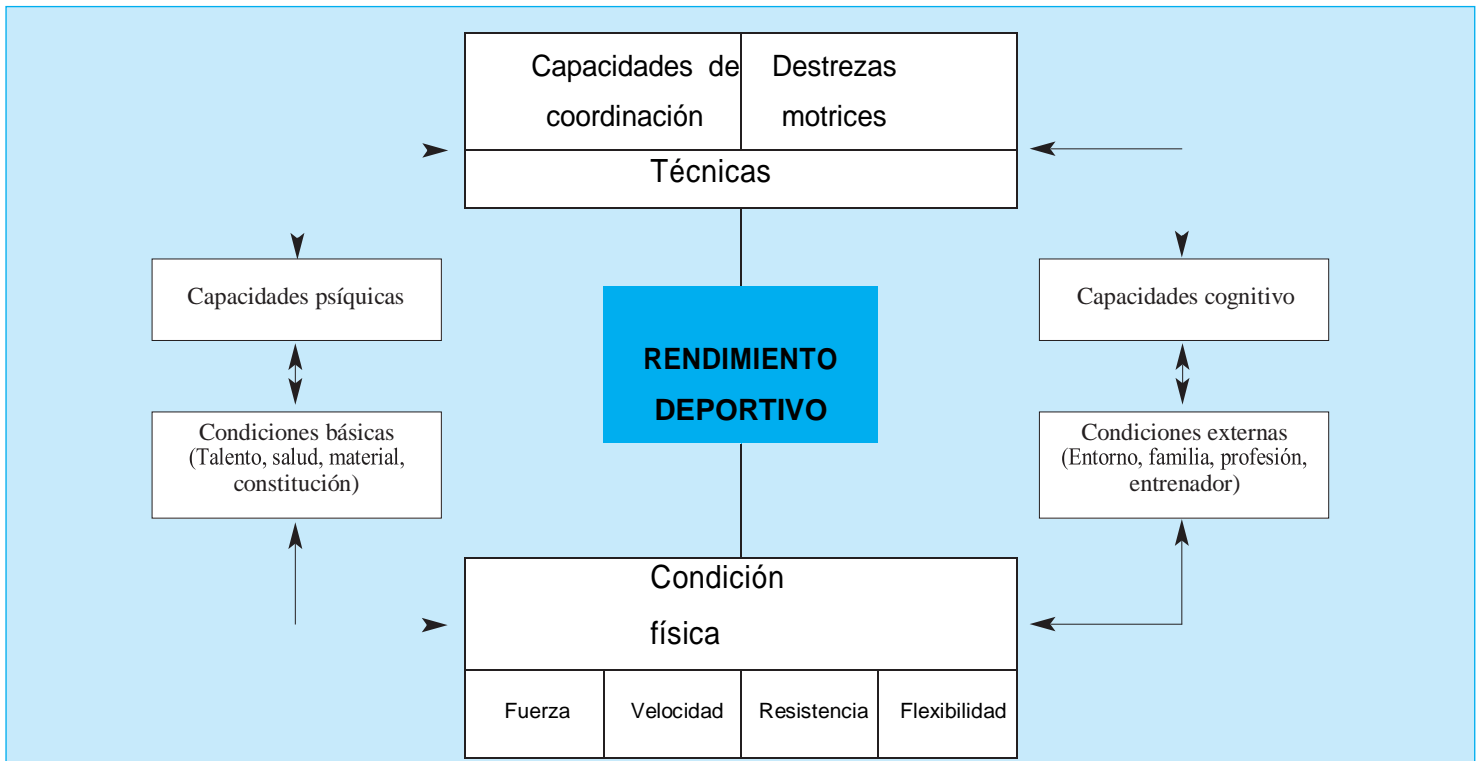 Capacidades de
coordinación
Destrezas
motrices
Técnicas
Capacidades psíquicas
Capacidades cognitivo
RENDIMIENTO
DEPORTIVO
Condiciones básicas
(Talento, salud, material,
constitución)
Condiciones externas
(Entorno, familia, profesión,
entrenador)
Condición
física
Fuerza
Velocidad
Resistencia
Flexibilidad